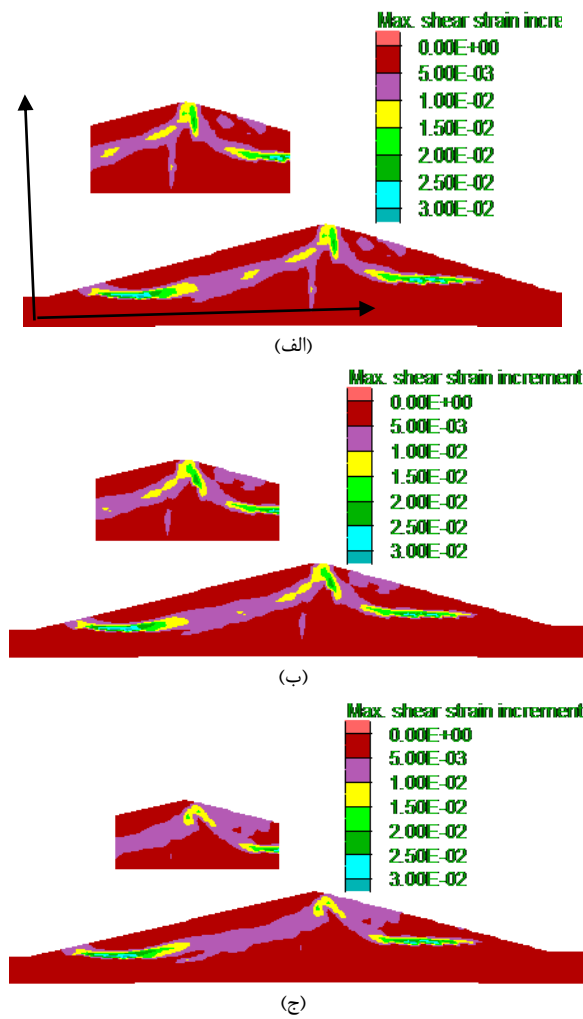 Max. shear strain incre
0.00E+00
5.00E-03
1.00E-02
1.50E-02
2.00E-02
2.50E-02
3.00E-02
(الف)
Max. shear strain increment
0.00E+00
5.00E-03
1.00E-02
1.50E-02
2.00E-02
2.50E-02
3.00E-02
(ب)
Max. shear strain increment
0.00E+00
5.00E-03
1.00E-02
1.50E-02
2.00E-02
2.50E-02
3.00E-02
(ج)